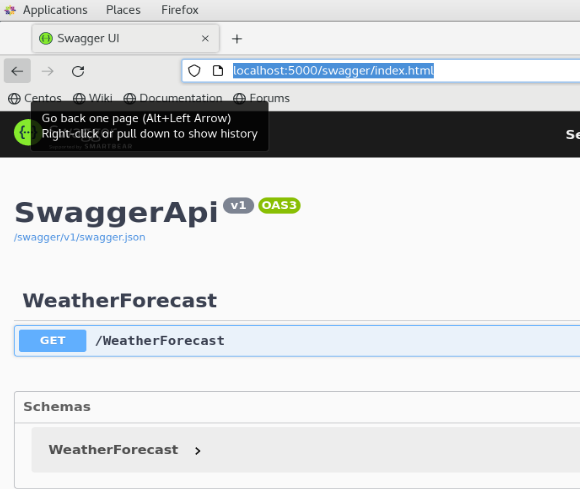 Applications Places Firefox
Swagger UI
localhost:5000/swagger/index.html
Centos Wiki Documentation Forums
Go back one page (Alt+Left Arrow)
Right-click or pull down to show history
SMARTBEAR
Se
SwaggerApi v1 OAS3
/swagger/v1/swagger.json
WeatherForecast
GET /WeatherForecast
Schemas
WeatherForecast